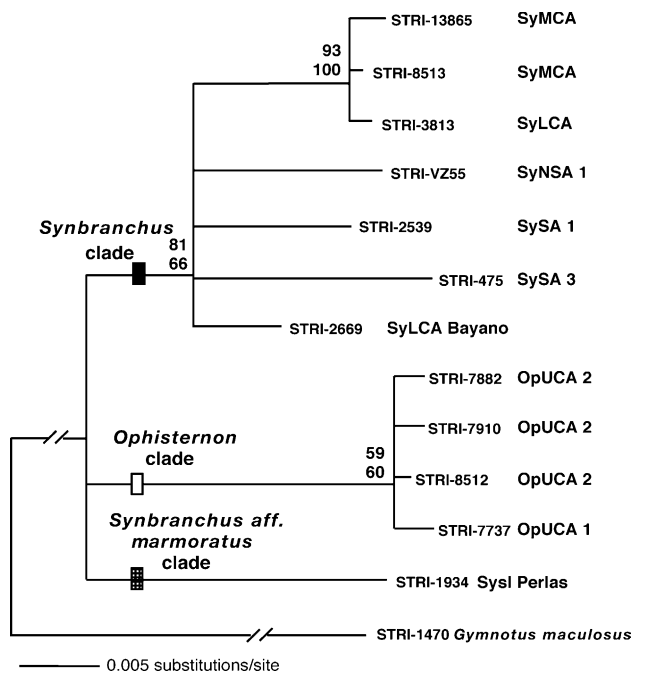 STRI-13865 SyMCA
93
100
STRI-8513 SyMCA
STRI-3813 SyLCA
STRI-VZ55 SyNSA 1
STRI-2539 SySA 1
Synbranchus
clade
81
66
STRI-475 SySA 3
STRI-2669 SyLCA Bayano
STRI-7882 OpUCA 2
STRI-7910 OpUCA 2
Ophisternon
clade
59
60
STRI-8512 OpUCA 2
STRI-7737 OpUCA 1
Synbranchus aff.
marmoratus
clade
STRI-1934 SysI Perlas
STRI-1470 Gymnotus maculosus
0.005 substitutions/site